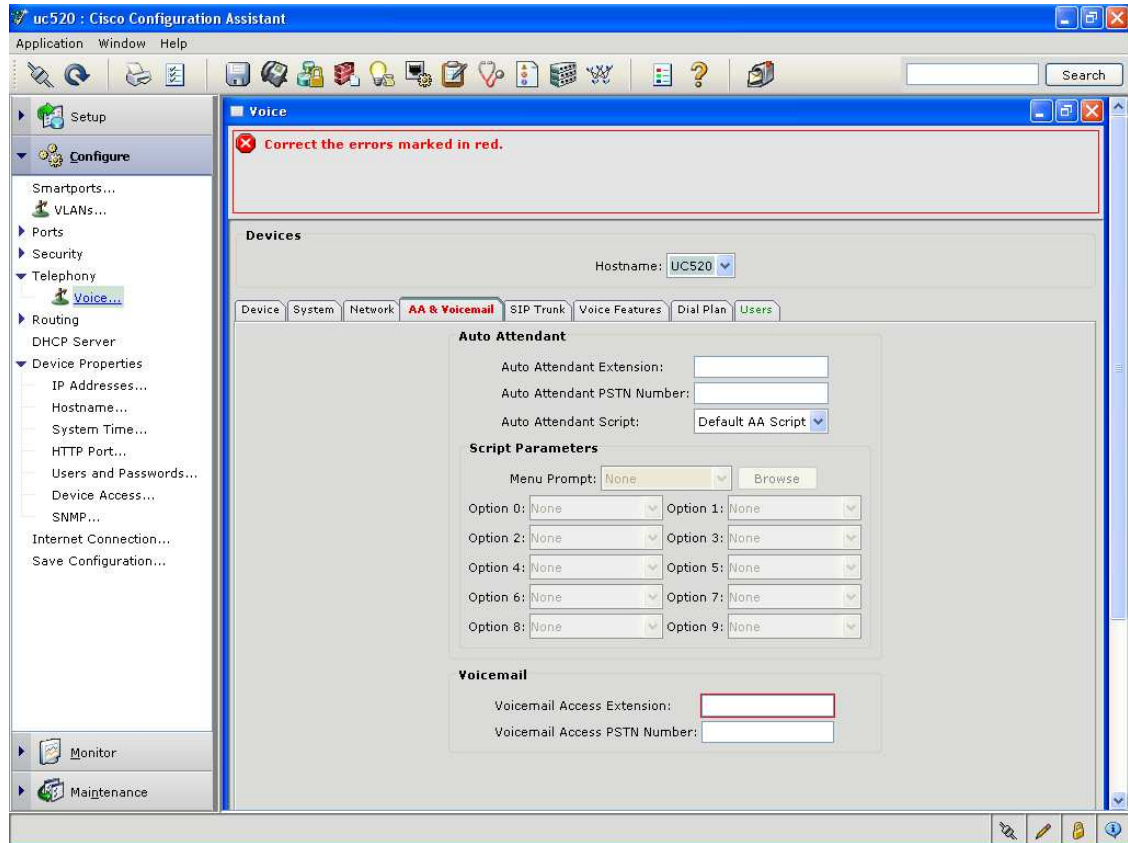 uc520 : Cisco Configuration Assistant
Application Window Help
Search
Setup
Configure
Smartports...
VLANs...
Ports
Security
Telephony
Voice...
Routing
DHCP Server
Device Properties
IP Addresses...
Hostname...
System Time...
HTTP Port...
Users and Passwords...
Device Access...
SNMP...
Internet Connection...
Save Configuration...
Monitor
Maintenance
Voice
Correct the errors marked in red.
Devices
Hostname: UC520
Device System Network AA & Voicemail SIP Trunk Voice Features Dial Plan Users
Auto Attendant
Auto Attendant Extension:
Auto Attendant PSTN Number:
Auto Attendant Script: Default AA Script
Script Parameters
Menu Prompt: None Browse
Option 0: None Option 1: None
Option 2: None Option 3: None
Option 4: None Option 5: None
Option 6: None Option 7: None
Option 8: None Option 9: None
Voicemail
Voicemail Access Extension:
Voicemail Access PSTN Number: